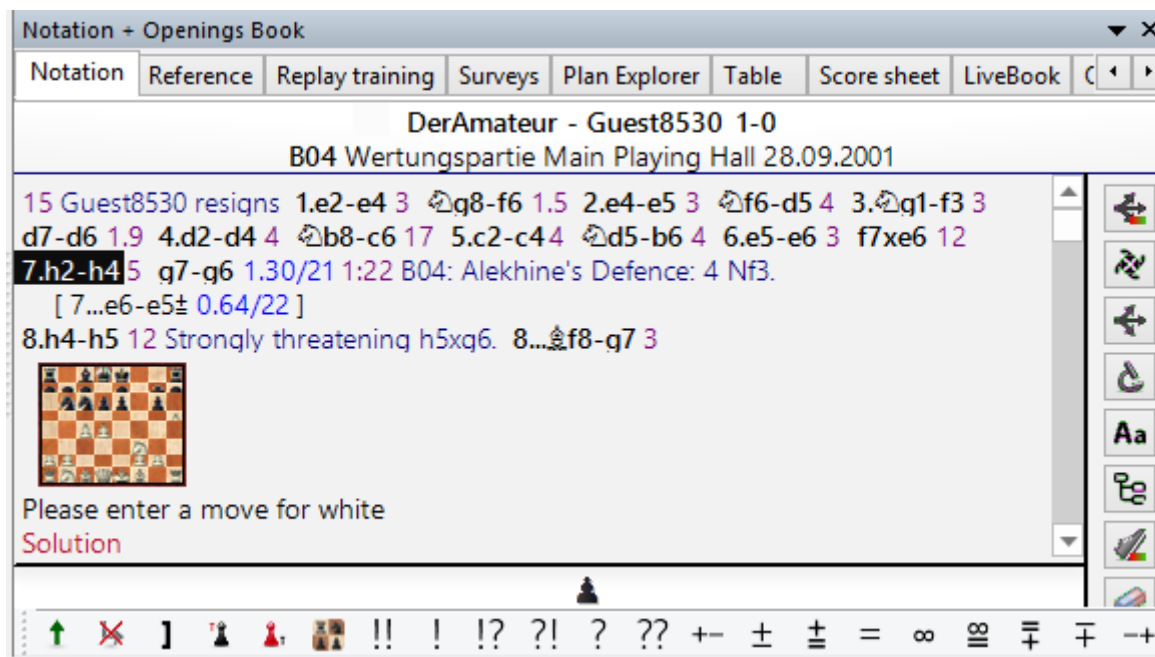 Notation + Openings Book
Notation Reference Replay training Surveys Plan Explorer Table Score sheet LiveBook
DerAmateur - Guest8530 1-0
B04 Wertungspartie Main Playing Hall 28.09.2001
15 Guest8530 resigns 1.e2-e4 3 ♘g8-f6 1.5 2.e4-e5 3 ♘f6-d5 4 3.♘g1-f3 3
d7-d6 1.9 4.d2-d4 4 ♘b8-c6 17 5.c2-c4 4 ♘d5-b6 4 6.e5-e6 3 f7xe6 12
7.h2-h4 5 g7-g6 1.30/21 1:22 B04: Alekhine's Defence: 4 Nf3.
[ 7...e6-e5± 0.64/22 ]
8.h4-h5 12 Strongly threatening h5xg6. 8...♗f8-g7 3
Please enter a move for white
Solution
Aa
] !! ! !? ?! ? ?? +- ± ⩲ = ∞ ⩱ ∓ -+